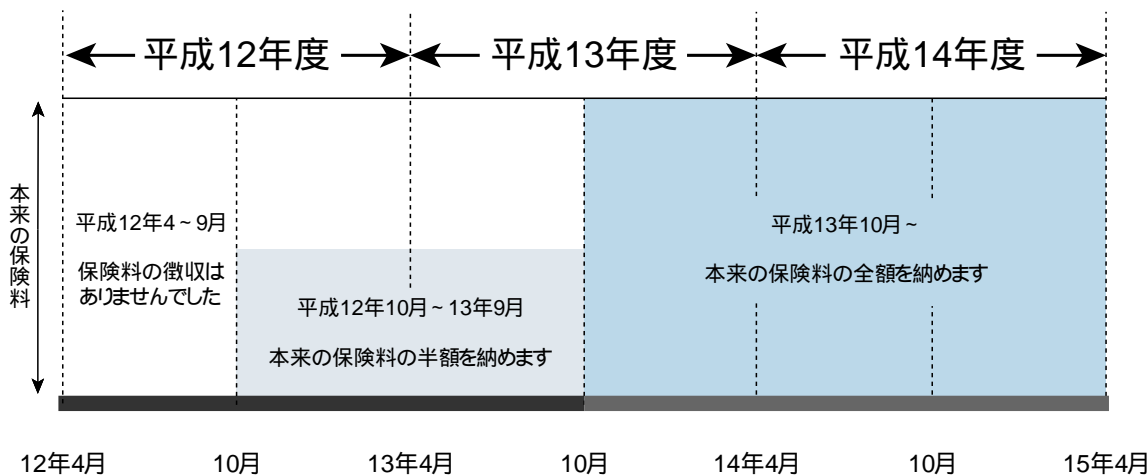 平成12年度
平成13年度
平成14年度
本来の保険料
平成12年4~9月
保険料の徴収は
ありませんでした
平成12年10月~13年9月
本来の保険料の半額を納めます
平成13年10月~
本来の保険料の全額を納めます
12年4月
10月
13年4月
10月
14年4月
10月
15年4月